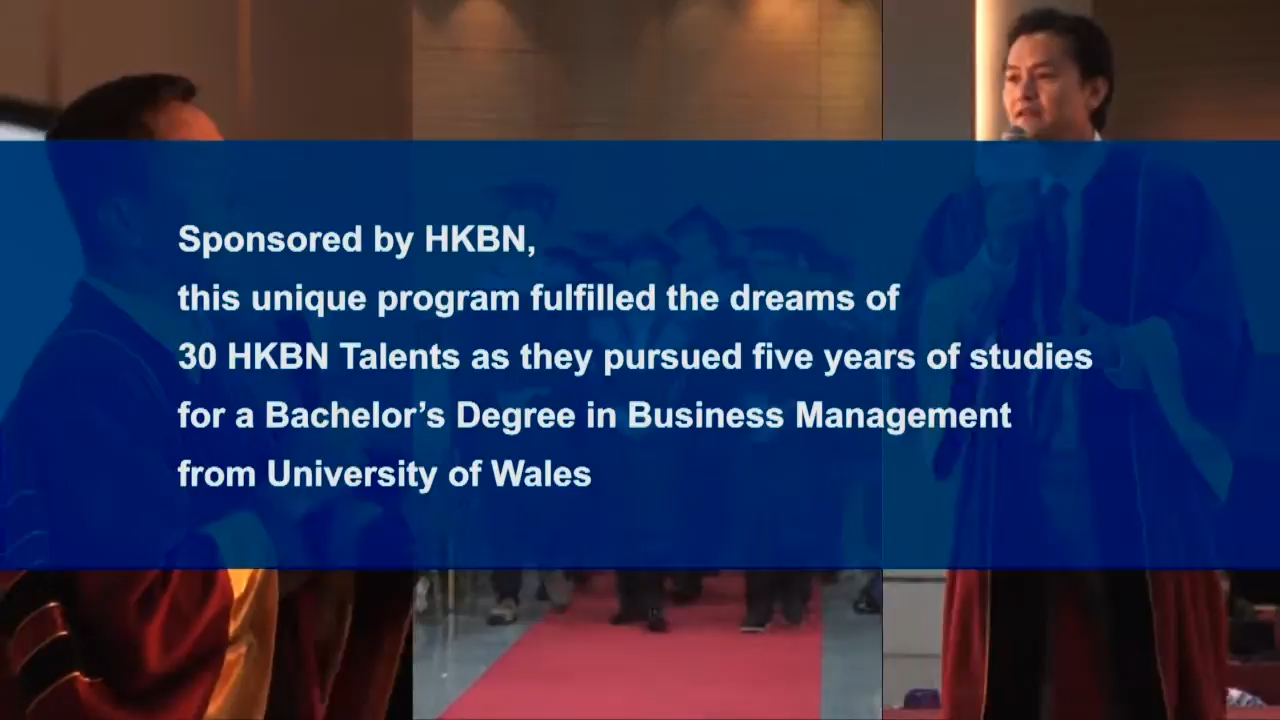 Sponsored by HKBN,
this unique program fulfilled the dreams of
30 HKBN Talents as they pursued five years of studies
for a Bachelor’s Degree in Business Management
from University of Wales